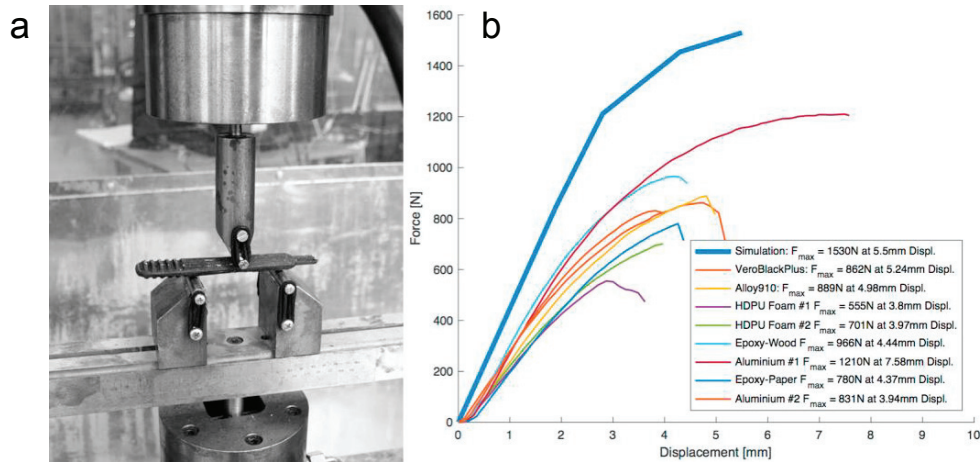 a
b
1600
1400
1200
1000
800
600
400
200
0
Force [N]
0 1 2 3 4 5 6 7 8 9 10
Displacement [mm]
Simulation: Fmax = 1530N at 5.5mm Displ.
VeroBlackPlus: Fmax = 862N at 5.24mm Displ.
Alloy910: Fmax = 889N at 4.98mm Displ.
HDPU Foam #1 Fmax = 555N at 3.8mm Displ.
HDPU Foam #2 Fmax = 701N at 3.97mm Displ.
Epoxy-Wood Fmax = 966N at 4.44mm Displ.
Aluminium #1 Fmax = 1210N at 7.58mm Displ.
Epoxy-Paper Fmax = 780N at 4.37mm Displ.
Aluminium #2 Fmax = 831N at 3.94mm Displ.